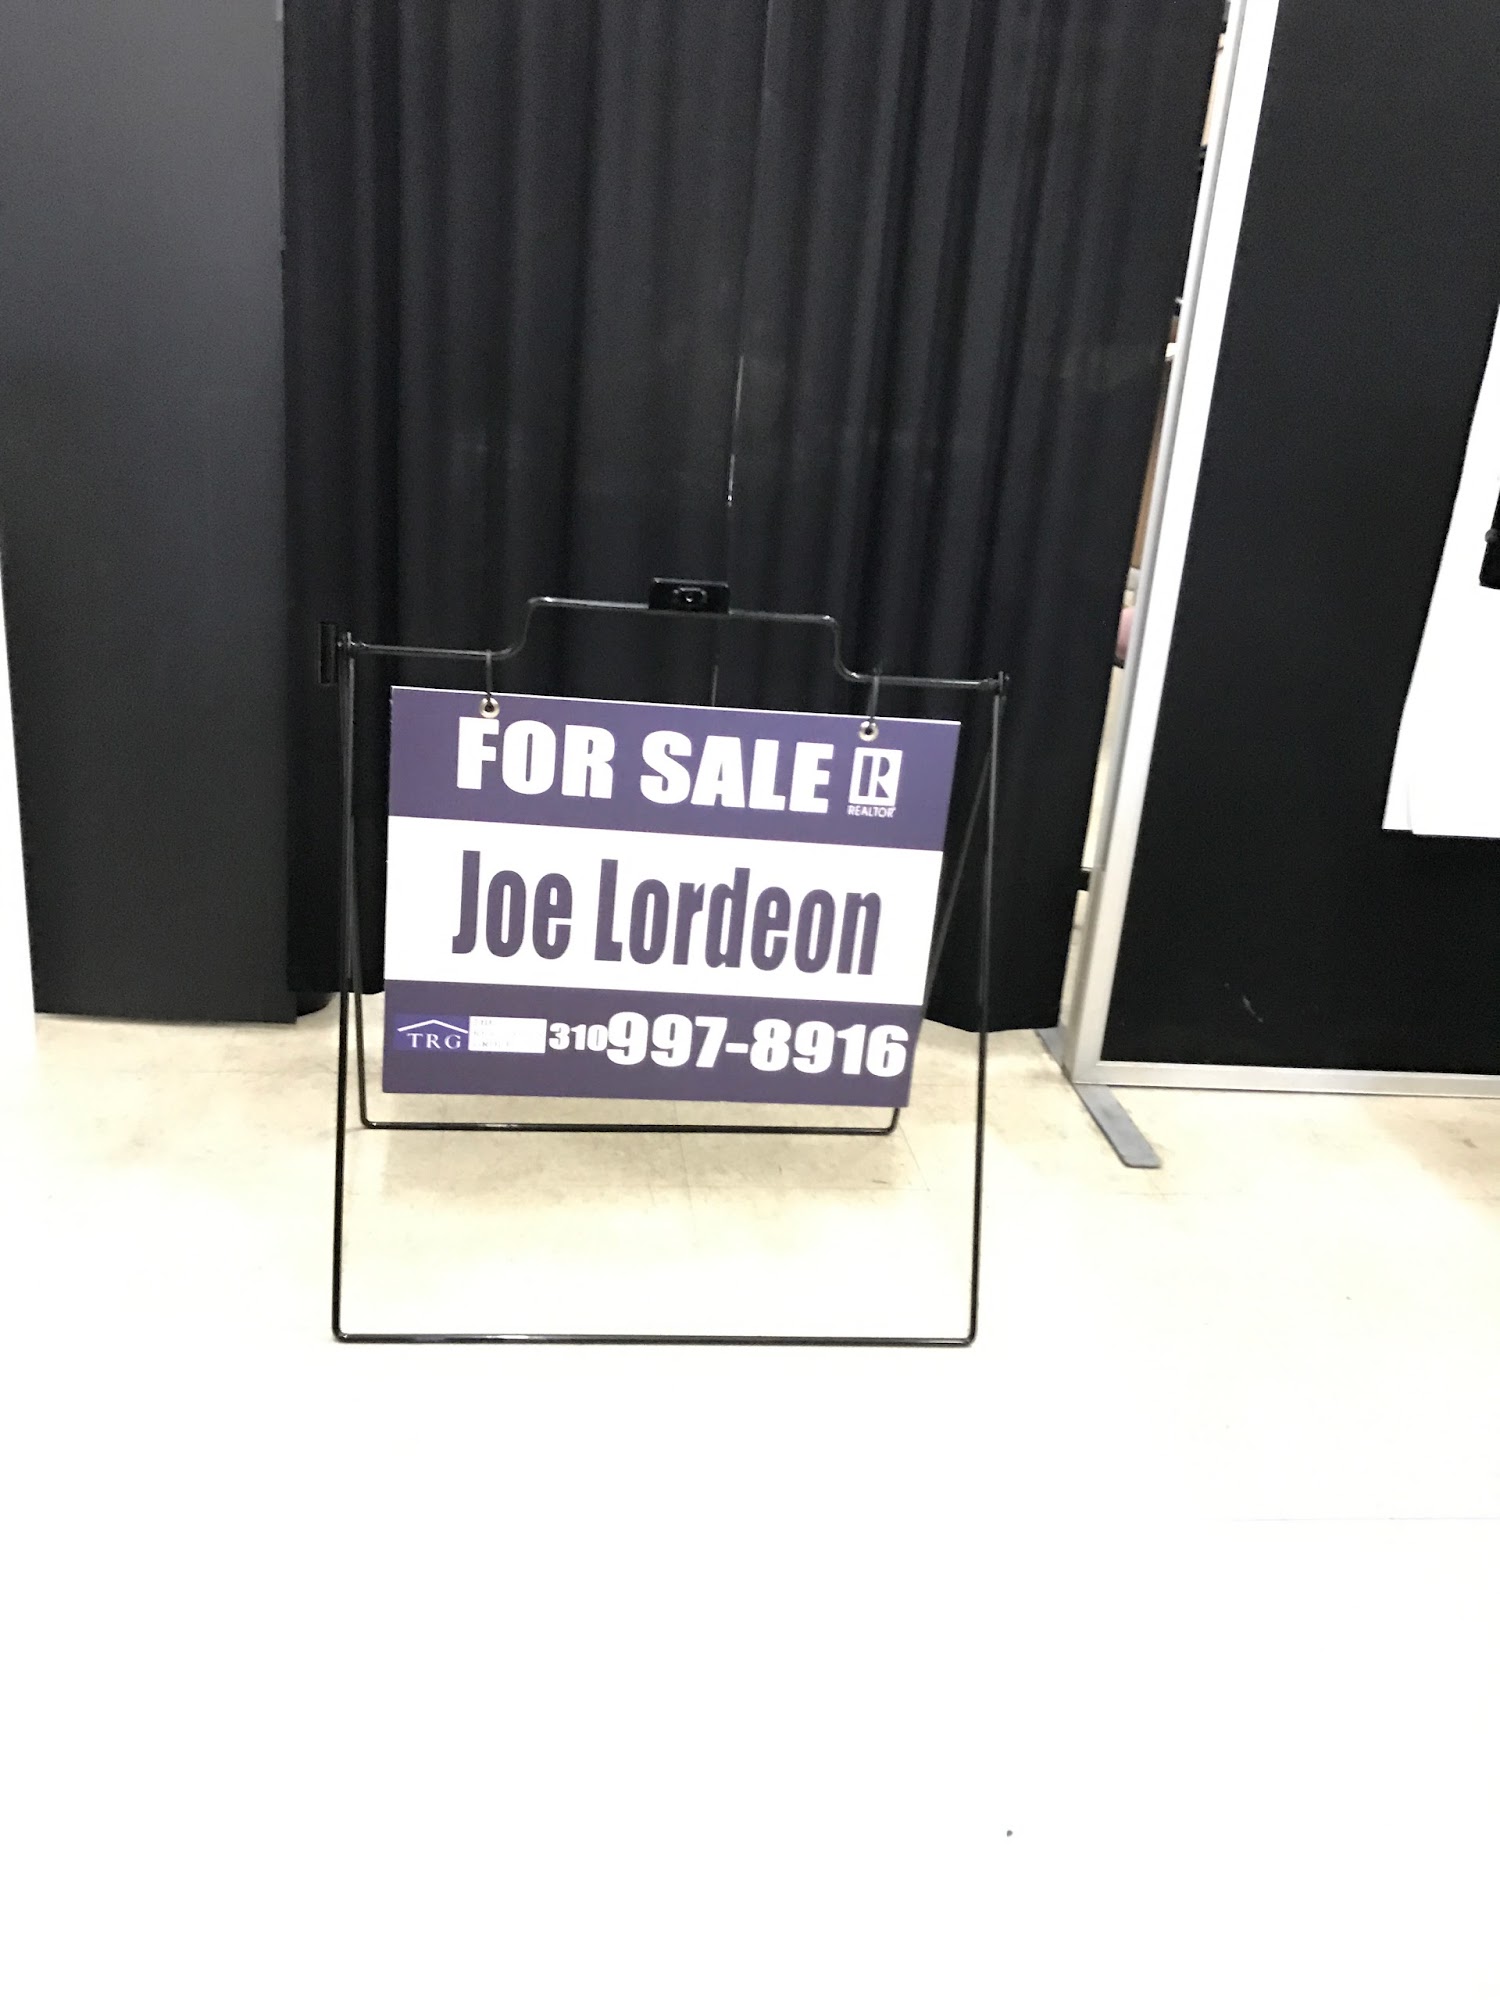 FOR SALE
R
REALTOR®
Joe Lordeon
TRG
310 997-8916